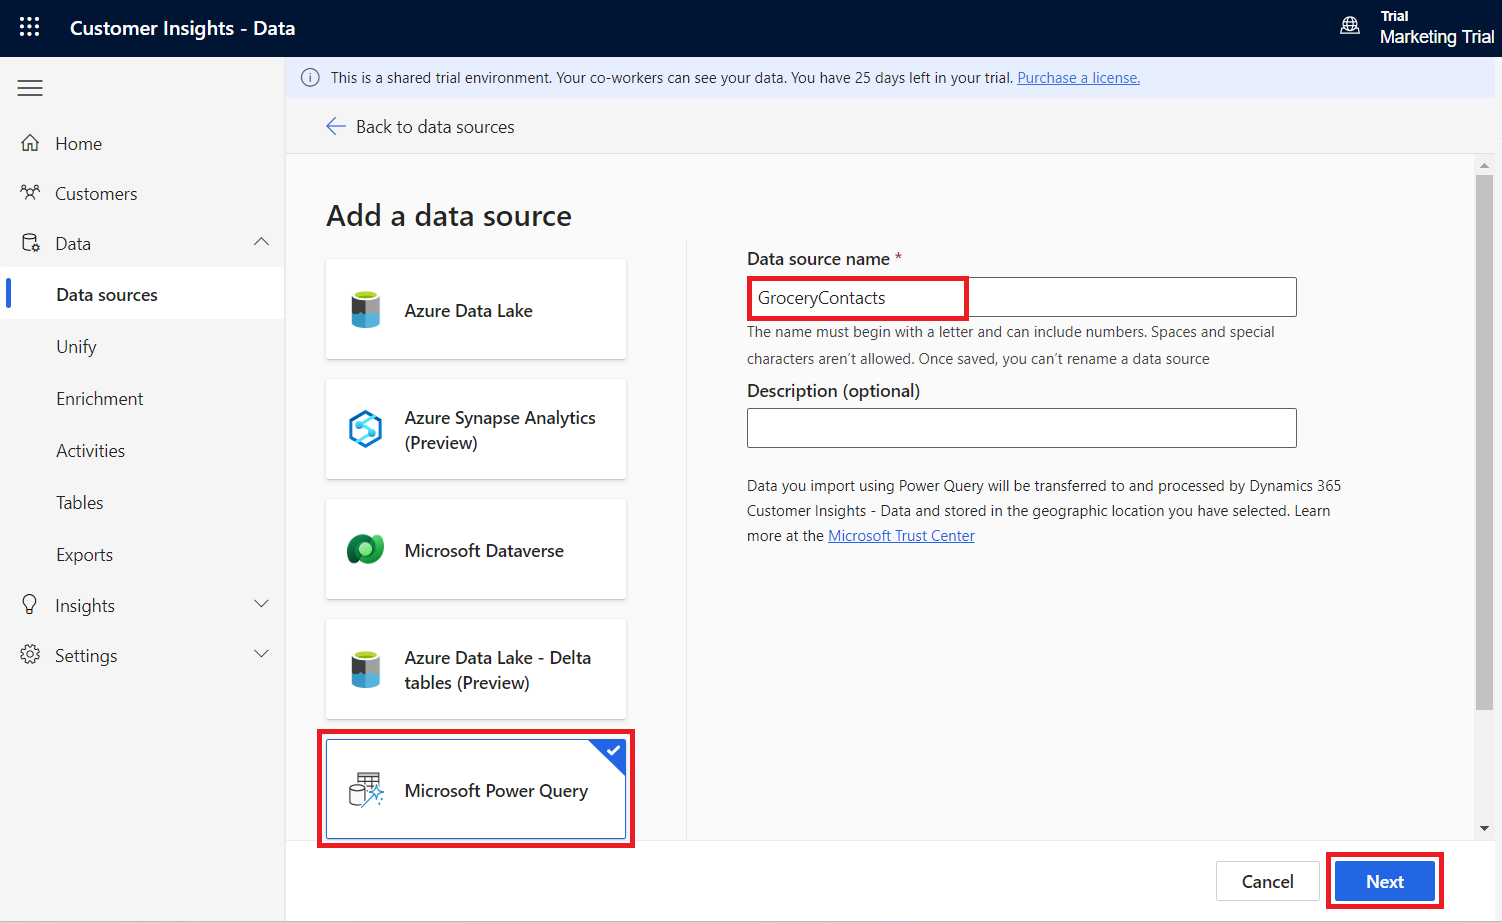 Customer Insights - Data
Trial
Marketing Trial
This is a shared trial environment. Your co-workers can see your data. You have 25 days left in your trial. Purchase a license.
Back to data sources
Home
Customers
Data
Data sources
Unify
Enrichment
Activities
Tables
Exports
Insights
Settings
Add a data source
Azure Data Lake
Azure Synapse Analytics
(Preview)
Microsoft Dataverse
Azure Data Lake - Delta
tables (Preview)
Microsoft Power Query
Data source name *
GroceryContacts
The name must begin with a letter and can include numbers. Spaces and special
characters aren’t allowed. Once saved, you can’t rename a data source
Description (optional)
Data you import using Power Query will be transferred to and processed by Dynamics 365
Customer Insights - Data and stored in the geographic location you have selected. Learn
more at the Microsoft Trust Center
Cancel
Next